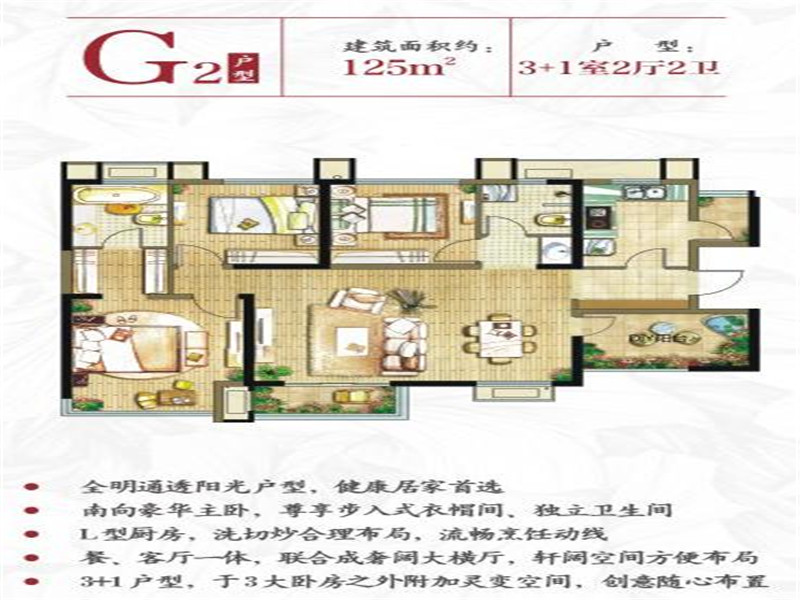 G2户型
建筑面积约：
125m²
户 型：
3+1室2厅2卫
DIY阳台
全明通透阳光户型，健康居家首选
南向豪华主卧，尊享步入式衣帽间、独立卫生间
L型厨房，洗切炒合理布局，流畅烹饪动线
餐、客厅一体，联合成奢阔大横厅，轩阔空间方便布局
3+1户型，于3大卧房之外附加灵变空间，创意随心布置